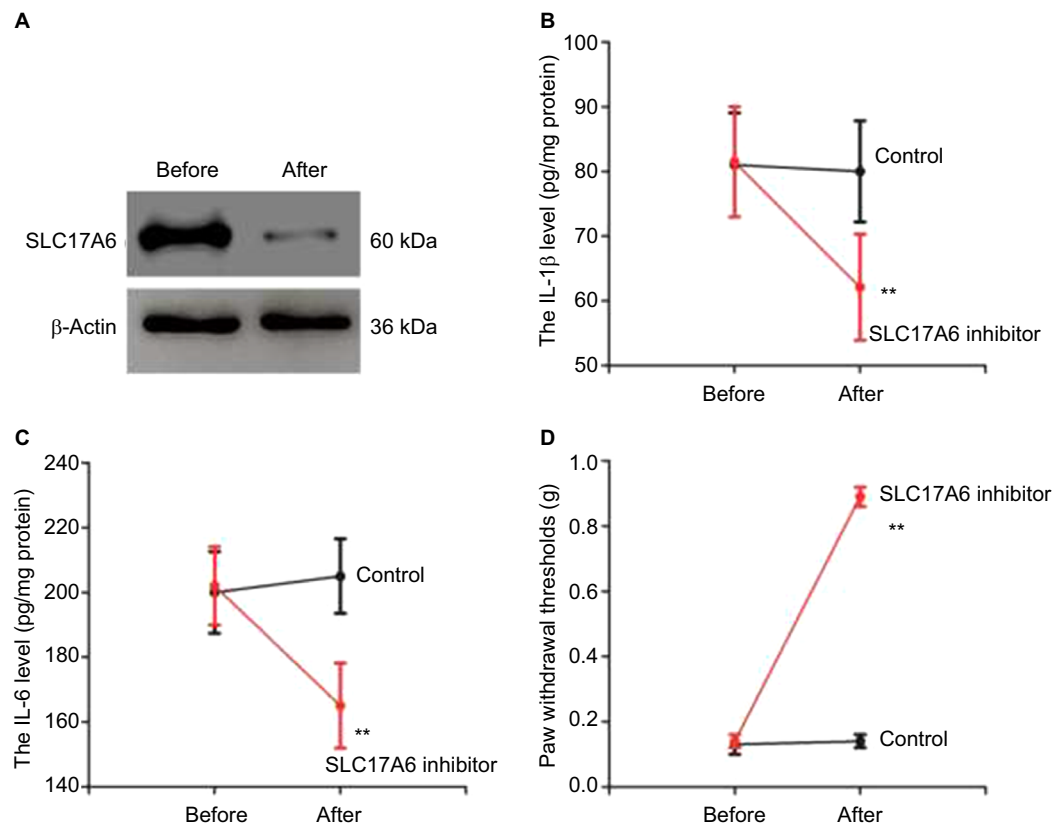 A
Before
After
SLC17A6
60 kDa
β-Actin
36 kDa
B
The IL-1β level (pg/mg protein)
100
90
80
70
60
50
Control
**
SLC17A6 inhibitor
Before
After
C
The IL-6 level (pg/mg protein)
240
220
200
180
160
140
Control
**
SLC17A6 inhibitor
Before
After
D
Paw withdrawal thresholds (g)
1.0
0.8
0.6
0.4
0.2
0.0
SLC17A6 inhibitor
**
Control
Before
After